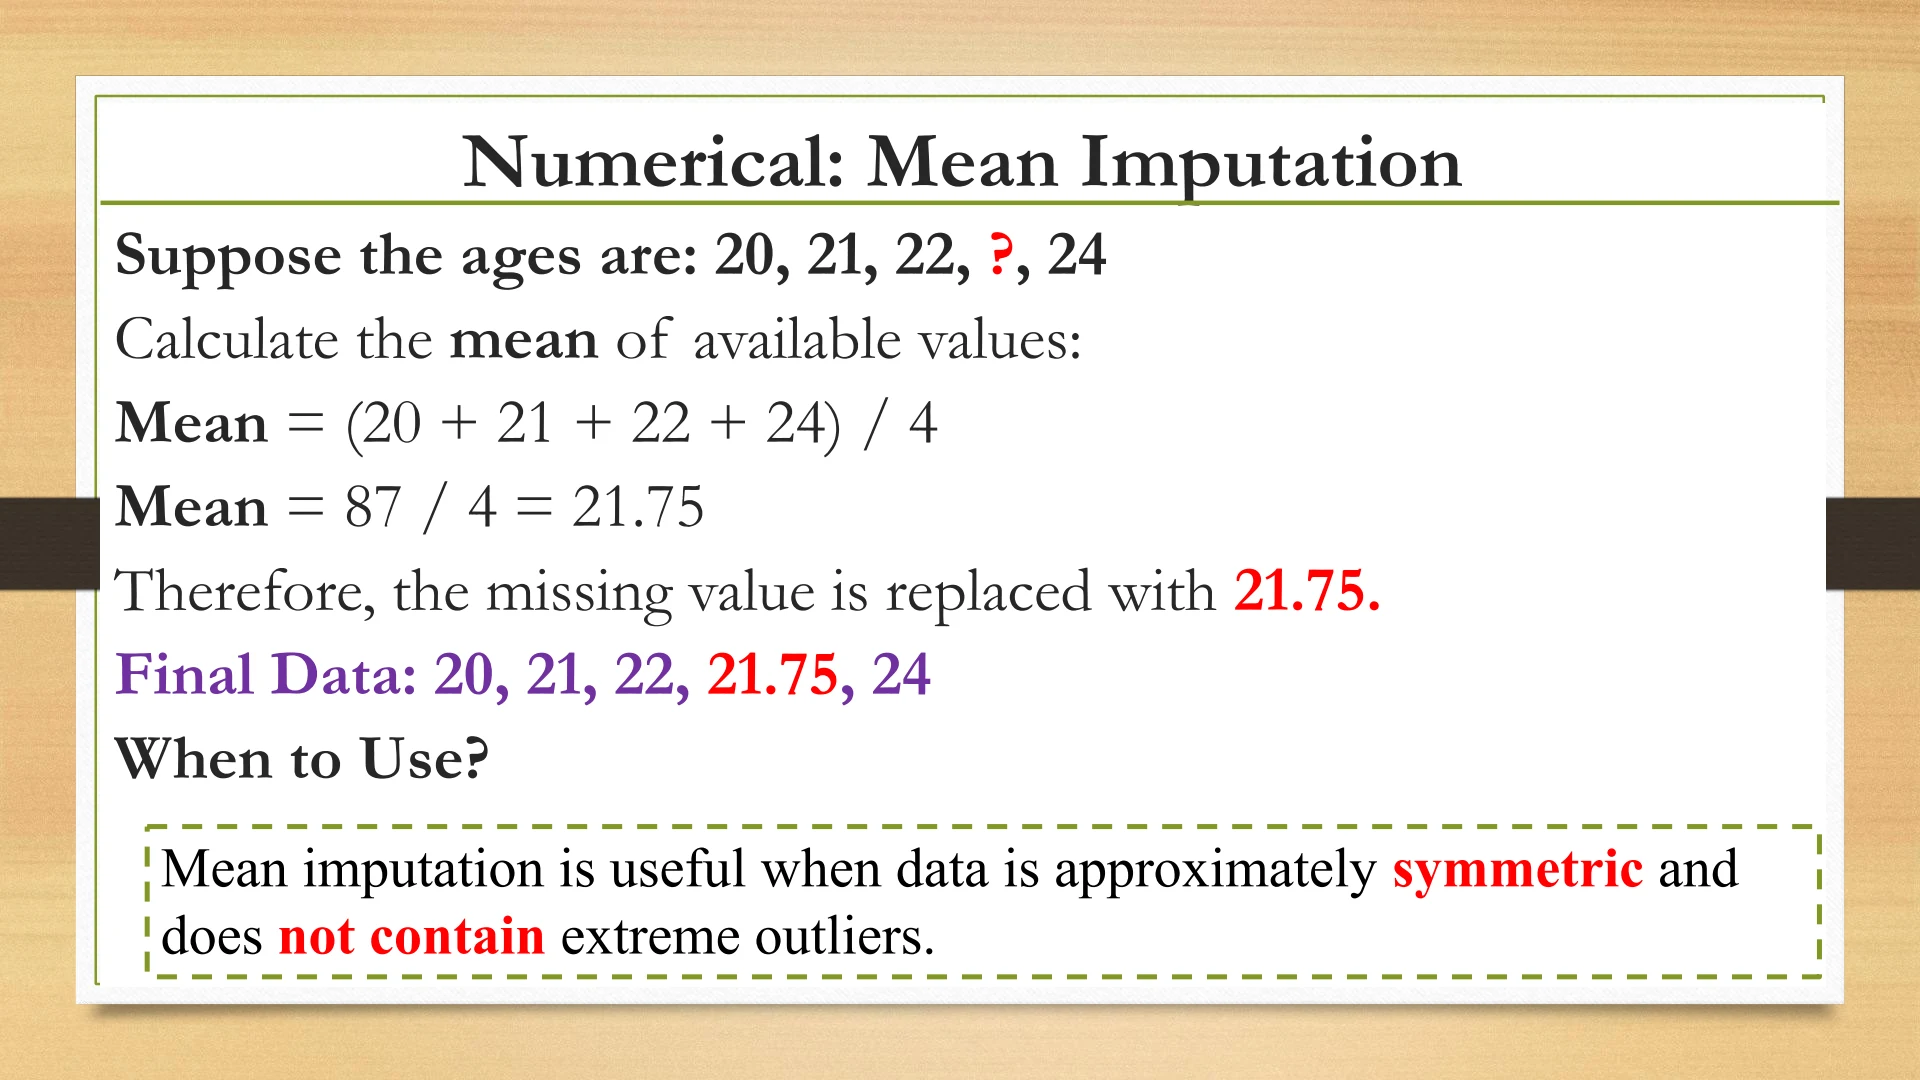 Numerical: Mean Imputation
Suppose the ages are: 20, 21, 22, ?, 24
Calculate the mean of available values:
Mean = (20 + 21 + 22 + 24) / 4
Mean = 87 / 4 = 21.75
Therefore, the missing value is replaced with 21.75.
Final Data: 20, 21, 22, 21.75, 24
When to Use?
Mean imputation is useful when data is approximately symmetric and
does not contain extreme outliers.